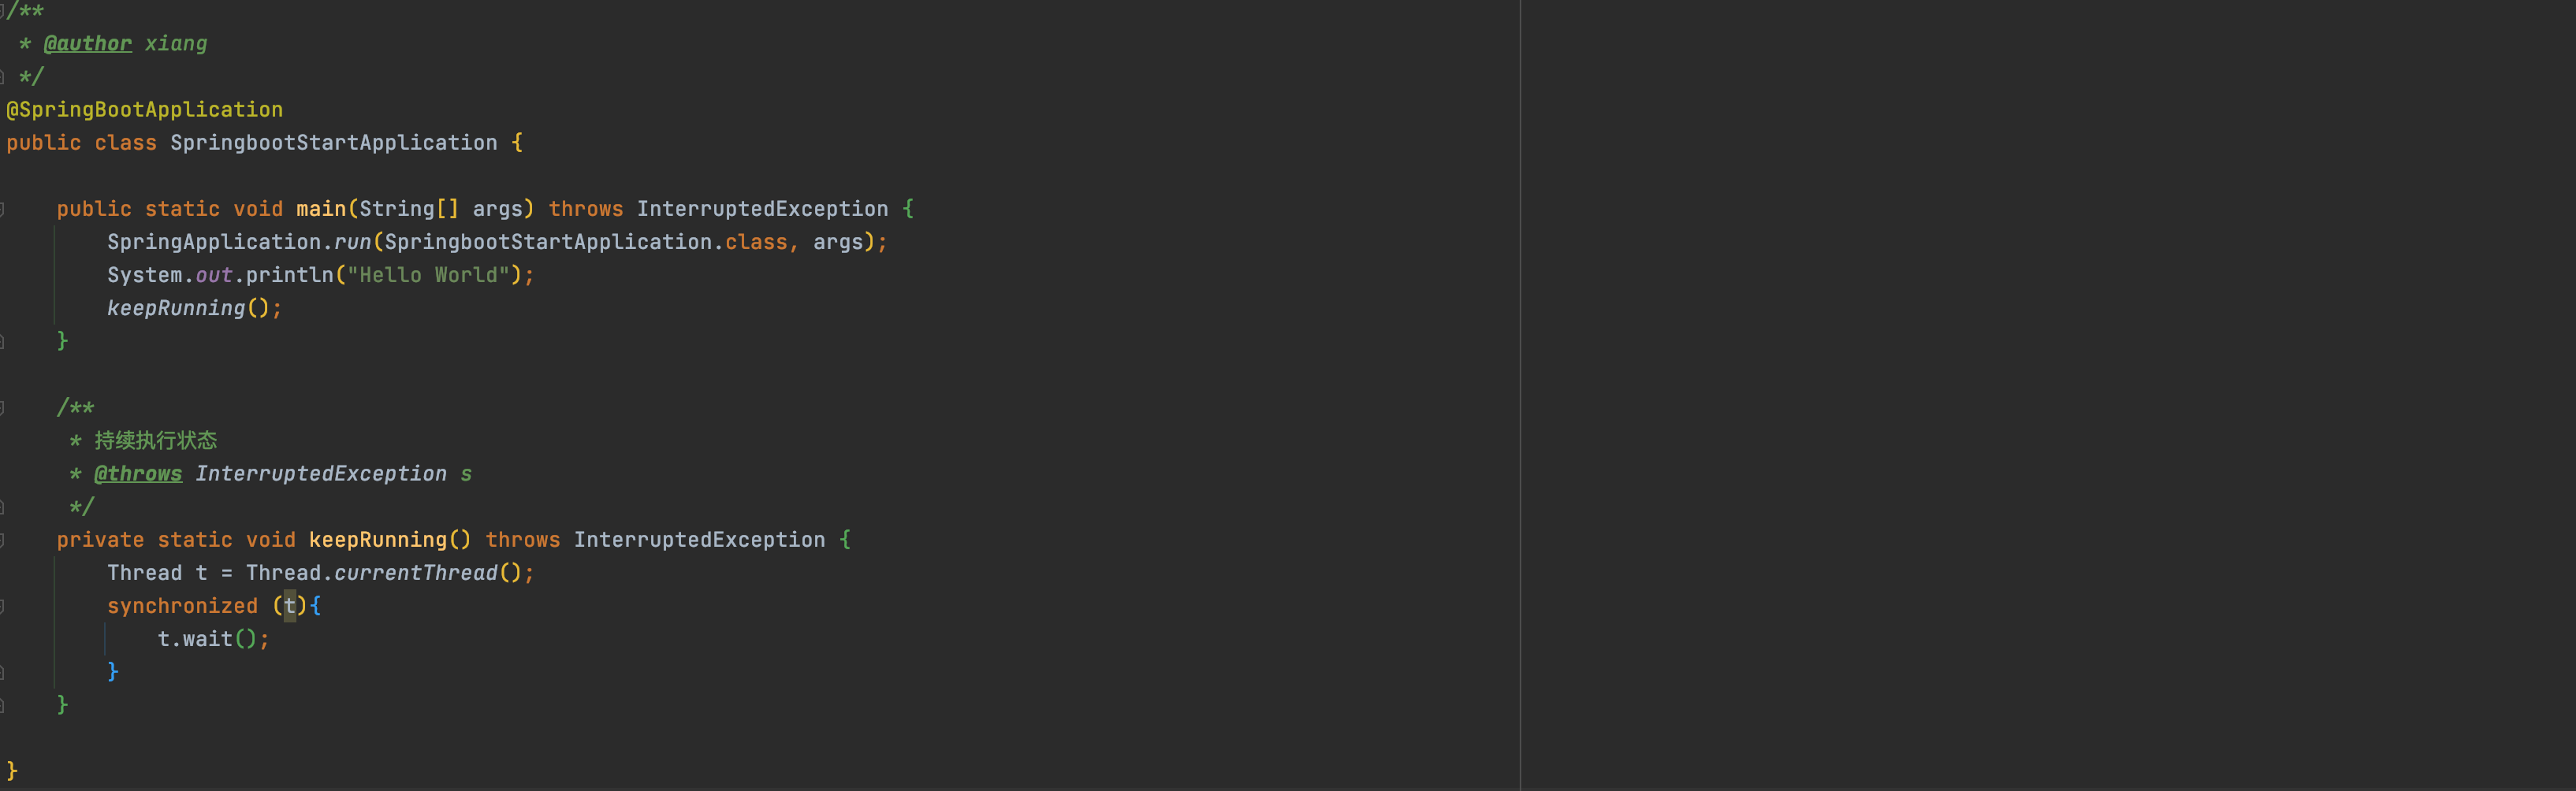 /**
 * @author xiang
 */
@SpringBootApplication
public class SpringbootStartApplication {
    public static void main(String[] args) throws InterruptedException {
        SpringApplication.run(SpringbootStartApplication.class, args);
        System.out.println("Hello World");
        keepRunning();
    }
    /**
     * 持续执行状态
     * @throws InterruptedException s
     */
    private static void keepRunning() throws InterruptedException {
        Thread t = Thread.currentThread();
        synchronized (t){
            t.wait();
        }
    }
}